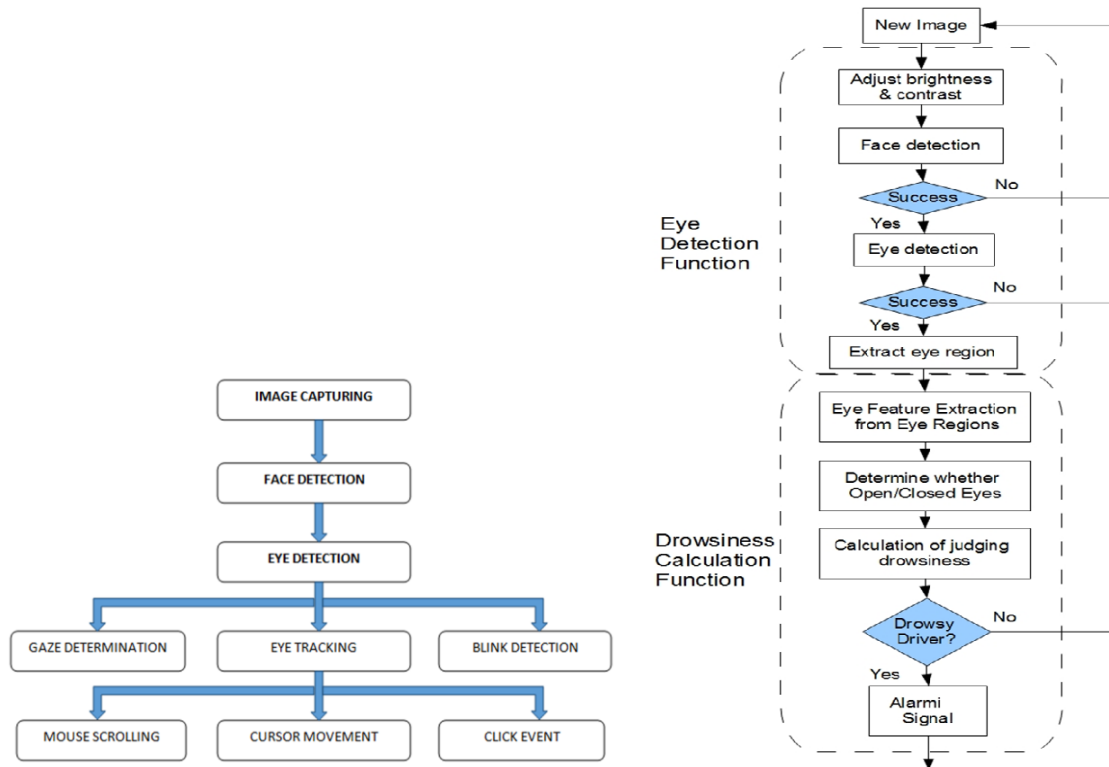 IMAGE CAPTURING
FACE DETECTION
EYE DETECTION
GAZE DETERMINATION
EYE TRACKING
BLINK DETECTION
MOUSE SCROLLING
CURSOR MOVEMENT
CLICK EVENT
New Image
Adjust brightness
& contrast
Face detection
Success
No
Yes
Eye
Detection
Function
Eye detection
Success
No
Yes
Extract eye region
Eye Feature Extraction
from Eye Regions
Determine whether
Open/Closed Eyes
Drowsiness
Calculation
Function
Calculation of judging
drowsiness
Drowsy
Driver?
No
Yes
Alarmi
Signal